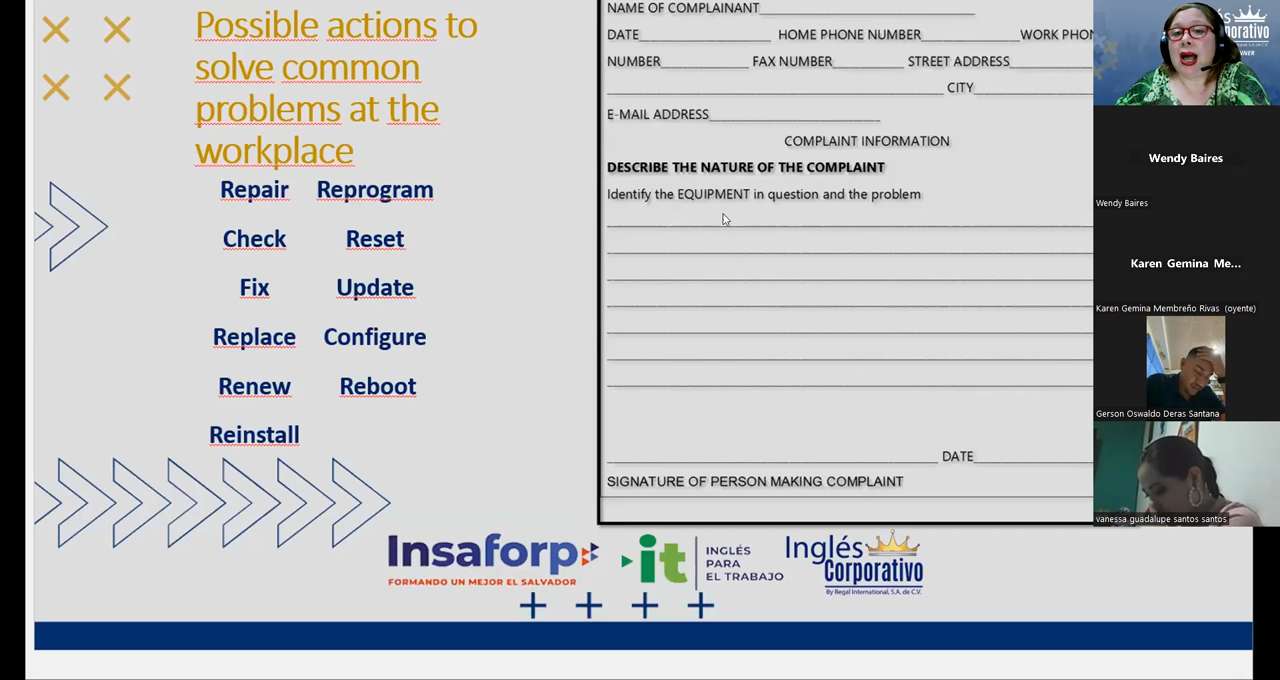 Possible actions to
solve common
problems at the
workplace
Repair Reprogram
Check Reset
Fix Update
Replace Configure
Renew Reboot
Reinstall
NAME OF COMPLAINANT
DATE HOME PHONE NUMBER WORK PHON
NUMBER FAX NUMBER STREET ADDRESS
CITY
E-MAIL ADDRESS
COMPLAINT INFORMATION
DESCRIBE THE NATURE OF THE COMPLAINT
Identify the EQUIPMENT in question and the problem
DATE
SIGNATURE OF PERSON MAKING COMPLAINT
Insaforp
FORMANDO UN MEJOR EL SALVADOR
it
INGLÉS
PARA
EL TRABAJO
Inglés
Corporativo
By Regal International, S.A. de C.V.
Wendy Baires
Wendy Baires
Karen Gemina Me...
Karen Gemina Membreño Rivas (oyente)
Gerson Oswaldo Deras Santana
vanessa guadalupe santos santos